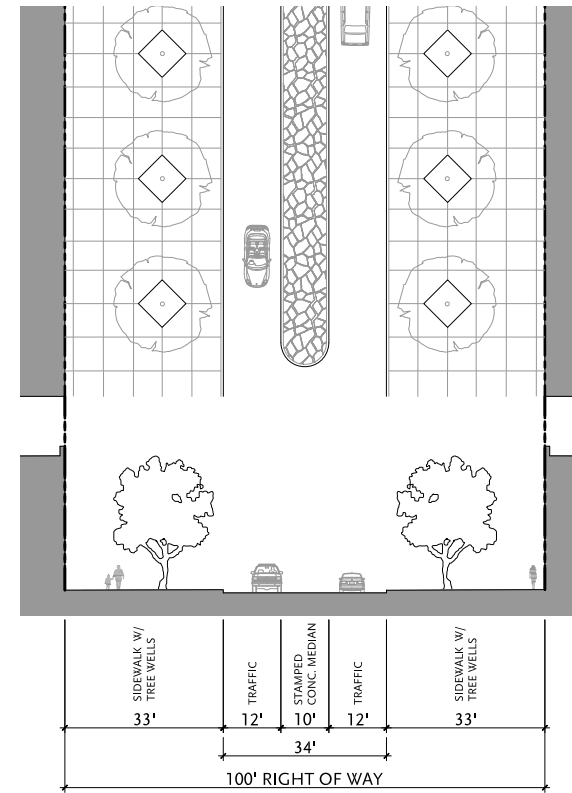 SIDEWALK W/
TREE WELLS
TRAFFIC
STAMPED
CONC. MEDIAN
TRAFFIC
SIDEWALK W/
TREE WELLS
33' 12' 10' 12' 33'
34'
100' RIGHT OF WAY